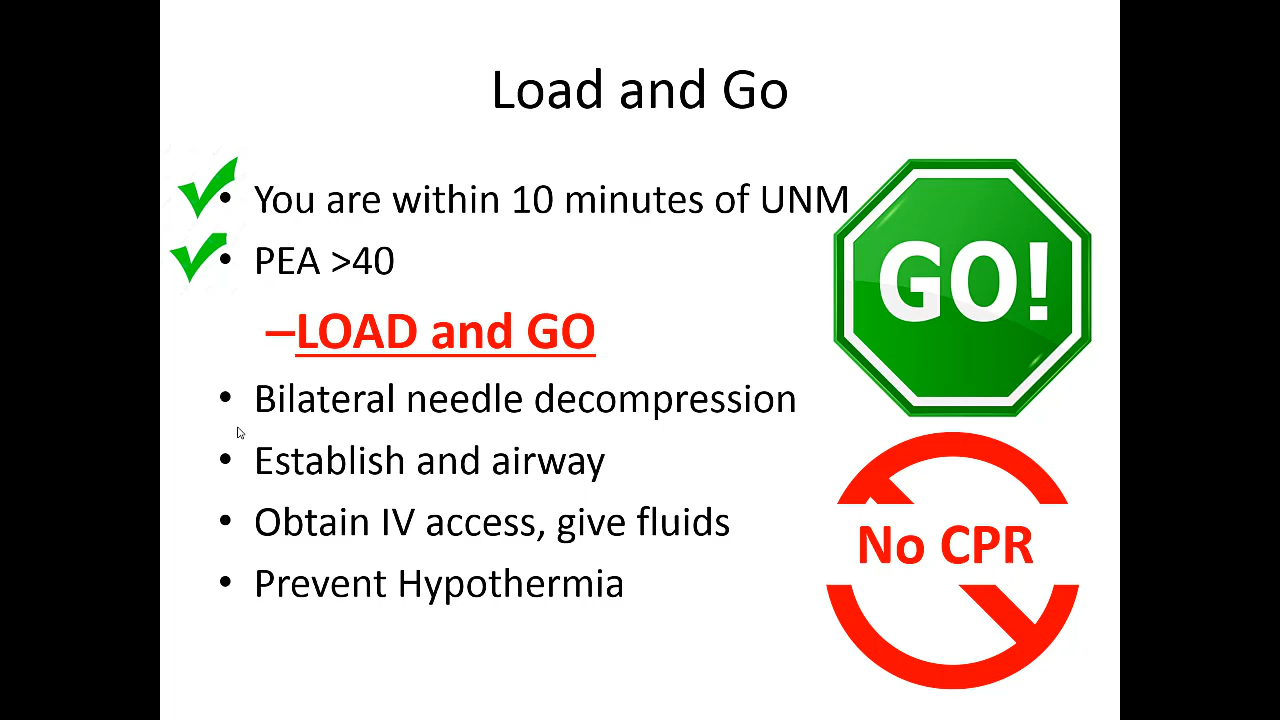 Load and Go
• You are within 10 minutes of UNM
• PEA >40
–LOAD and GO
• Bilateral needle decompression
• Establish and airway
• Obtain IV access, give fluids
• Prevent Hypothermia
GO!
No CPR